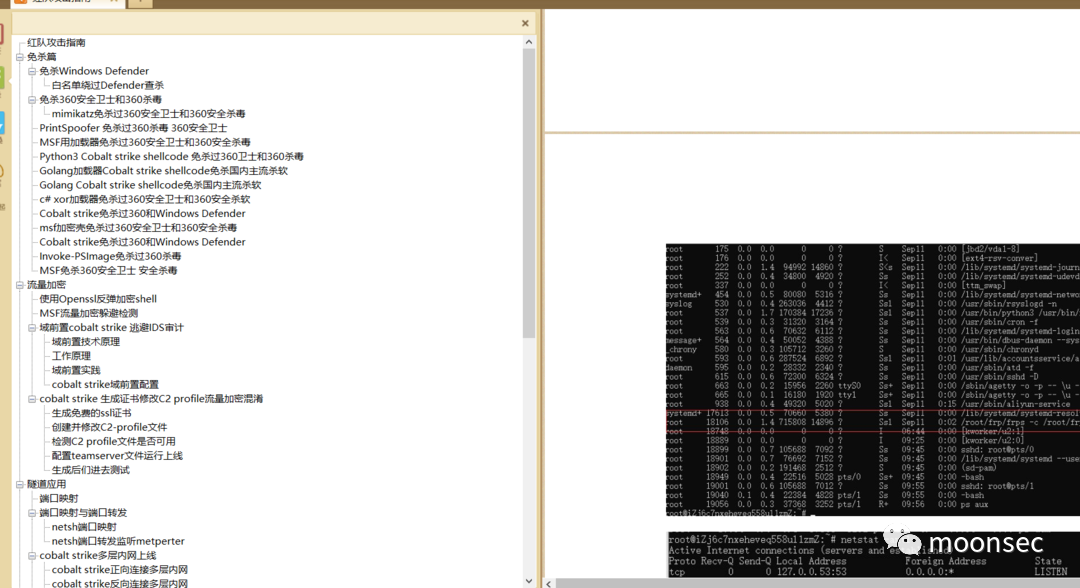 红队攻击指南
免杀篇
免杀Windows Defender
白名单绕过Defender查杀
免杀360安全卫士和360杀毒
mimikatz免杀过360安全卫士和360安全杀毒
PrintSpoofer 免杀过360杀毒 360安全卫士
MSF用加载器免杀过360安全卫士和360安全杀毒
Python3 Cobalt strike shellcode 免杀过360卫士和360杀毒
Golang加载器Cobalt strike shellcode免杀国内主流杀软
Golang Cobalt strike shellcode免杀国内主流杀软
c# xor加载器免杀过360安全卫士和360安全杀软
Cobalt strike免杀过360和Windows Defender
msf加密壳免杀过360安全卫士和360安全杀毒
Cobalt strike免杀过360和Windows Defender
Invoke-PSImage免杀过360杀毒
MSF免杀360安全卫士 安全杀毒
流量加密
使用Openssl反弹加密shell
MSF流量加密躲避检测
域前置cobalt strike 逃避IDS审计
域前置技术原理
工作原理
域前置实践
cobalt strike域前置配置
cobalt strike 生成证书修改C2 profile流量加密混淆
生成免费的ssl证书
创建并修改C2-profile文件
检测C2 profile文件是否可用
配置teamserver文件运行上线
生成后们进去测试
隧道应用
端口映射
端口映射与端口转发
netsh端口映射
netsh端口转发监听metperter
cobalt strike多层内网上线
cobalt strike正向连接多层内网
cobalt strike反向连接多层内网
root 175 0.0 0.0 0 0 ? S Sep11 0:00 [jbd2/vda1-8]
root 176 0.0 0.0 0 0 ? I< Sep11 0:00 [ext4-rsv-conver]
root 222 0.0 1.4 94992 14860 ? S<s Sep11 0:00 /lib/systemd/systemd-journ
root 252 0.0 0.4 34800 4920 ? Ss Sep11 0:00 /lib/systemd/systemd-udevd
root 337 0.0 0.0 0 0 ? I< Sep11 0:00 [ttm_swap]
systemd+ 454 0.0 0.5 80080 5316 ? Ss Sep11 0:00 /lib/systemd/systemd-netwo
syslog 530 0.0 0.4 263036 4412 ? Ssl Sep11 0:00 /usr/sbin/rsyslogd -n
root 537 0.0 1.7 170384 17236 ? Ssl Sep11 0:00 /usr/bin/python3 /usr/bin/
root 539 0.0 0.3 31320 3164 ? Ss Sep11 0:00 /usr/sbin/cron -f
root 563 0.0 0.6 70632 6112 ? Ss Sep11 0:00 /lib/systemd/systemd-login
message+ 564 0.0 0.4 50052 4388 ? Ss Sep11 0:00 /usr/bin/dbus-daemon --sys
_chrony 580 0.0 0.3 105712 3260 ? S Sep11 0:00 /usr/sbin/chronyd
root 593 0.0 0.6 287524 6892 ? Ssl Sep11 0:01 /usr/lib/accountsservice/a
daemon 595 0.0 0.2 28332 2340 ? Ss Sep11 0:00 /usr/sbin/atd -f
root 615 0.0 0.6 72300 6324 ? Ss Sep11 0:00 /usr/sbin/sshd -D
root 663 0.0 0.2 15956 2260 ttyS0 Ss+ Sep11 0:00 /sbin/agetty -o -p -- \u -
root 665 0.0 0.1 16180 1920 tty1 Ss+ Sep11 0:00 /sbin/agetty -o -p -- \u -
root 938 0.0 0.4 49320 5020 ? Ssl Sep11 0:15 /usr/sbin/aliyun-service
systemd+ 17613 0.0 0.5 70660 5380 ? Ss Sep11 0:00 /lib/systemd/systemd-resol
root 18106 0.0 1.4 715808 14896 ? Ssl Sep11 0:02 /root/frp/frps -c /root/fr
root 18748 0.0 0.0 0 0 ? I 06:44 0:00 [kworker/u2:1]
root 18889 0.0 0.0 0 0 ? I 09:25 0:00 [kworker/u2:0]
root 18899 0.0 0.7 105688 7092 ? Ss 09:45 0:00 sshd: root@pts/0
root 18901 0.0 0.7 76692 7152 ? Ss 09:45 0:00 /lib/systemd/systemd --use
root 18902 0.0 0.2 191468 2512 ? S 09:45 0:00 (sd-pam)
root 18949 0.0 0.4 22516 5028 pts/0 Ss+ 09:45 0:00 -bash
root 19001 0.0 0.6 105688 7012 ? Ss 09:55 0:00 sshd: root@pts/1
root 19040 0.1 0.4 22384 4828 pts/1 Ss 09:55 0:00 -bash
root 19056 0.0 0.3 37368 3252 pts/1 R+ 09:56 0:00 ps aux
root@iZj6c7nxeheveq558ul1zmZ:~# _
root@iZj6c7nxeheveq558ul1zmZ:~# netstat
Active Internet connections (servers and established)
Proto Recv-Q Send-Q Local Address Foreign Address State
tcp 0 0 127.0.0.53:53 0.0.0.0:* LISTEN
moonsec